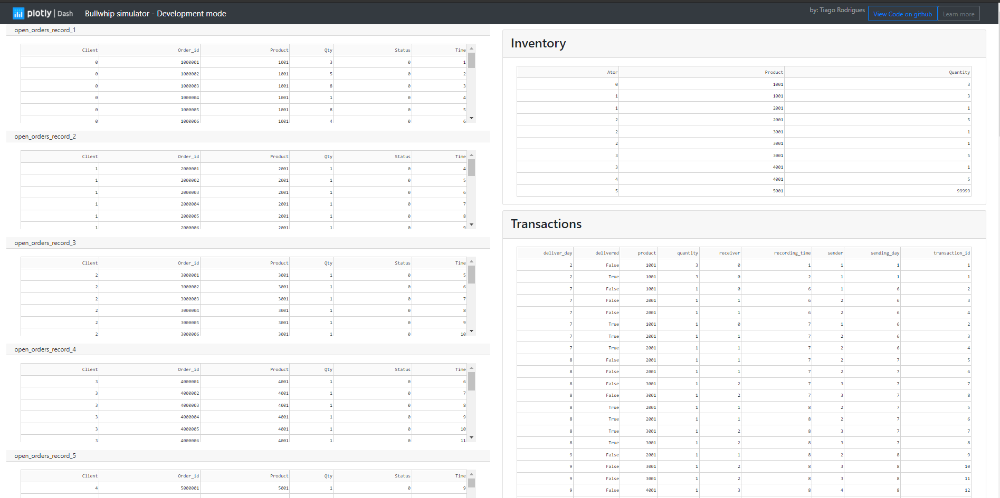 plotly | Dash Bullwhip simulator - Development mode by: Tiago Rodrigues View Code on github Learn more
open_orders_record_1
Client Order_id Product Qty Status Time
0 1000001 1001 3 0 1
0 1000002 1001 5 0 2
0 1000003 1001 8 0 3
0 1000004 1001 1 0 4
0 1000005 1001 8 0 5
0 1000006 1001 4 0 6
open_orders_record_2
Client Order_id Product Qty Status Time
1 2000001 2001 1 0 4
1 2000002 2001 1 0 5
1 2000003 2001 1 0 6
1 2000004 2001 1 0 7
1 2000005 2001 1 0 8
1 2000006 2001 1 0 9
open_orders_record_3
Client Order_id Product Qty Status Time
2 3000001 3001 1 0 5
2 3000002 3001 1 0 6
2 3000003 3001 1 0 7
2 3000004 3001 1 0 8
2 3000005 3001 1 0 9
2 3000006 3001 1 0 10
open_orders_record_4
Client Order_id Product Qty Status Time
3 4000001 4001 1 0 6
3 4000002 4001 1 0 7
3 4000003 4001 1 0 8
3 4000004 4001 1 0 9
3 4000005 4001 1 0 10
3 4000006 4001 1 0 11
open_orders_record_5
Client Order_id Product Qty Status Time
4 5000001 5001 1 0 9
Inventory
Ator Product Quantity
0 1001 3
1 1001 3
1 2001 1
2 2001 5
2 3001 1
2 3001 1
3 3001 5
3 4001 1
4 4001 5
5 5001 99999
Transactions
deliver_day delivered product quantity receiver recording_time sender sending_day transaction_id
2 False 1001 3 0 1 1 1 1
2 True 1001 3 0 2 1 1 1
7 False 1001 1 0 6 1 6 2
7 False 2001 1 1 6 2 6 3
7 False 2001 1 1 6 2 6 4
7 True 1001 1 0 7 1 6 2
7 True 2001 1 1 7 2 6 3
7 True 2001 1 1 7 2 6 4
8 False 2001 1 1 7 2 7 5
8 False 2001 1 1 7 2 7 6
8 False 3001 1 2 7 3 7 7
8 False 3001 1 2 7 3 7 8
8 True 2001 1 1 8 2 7 5
8 True 2001 1 1 8 2 7 6
8 True 3001 1 2 8 3 7 7
8 True 3001 1 2 8 3 7 8
9 False 2001 1 1 8 2 8 9
9 False 3001 1 2 8 3 8 10
9 False 3001 1 2 8 3 8 11
9 False 4001 1 3 8 4 8 12